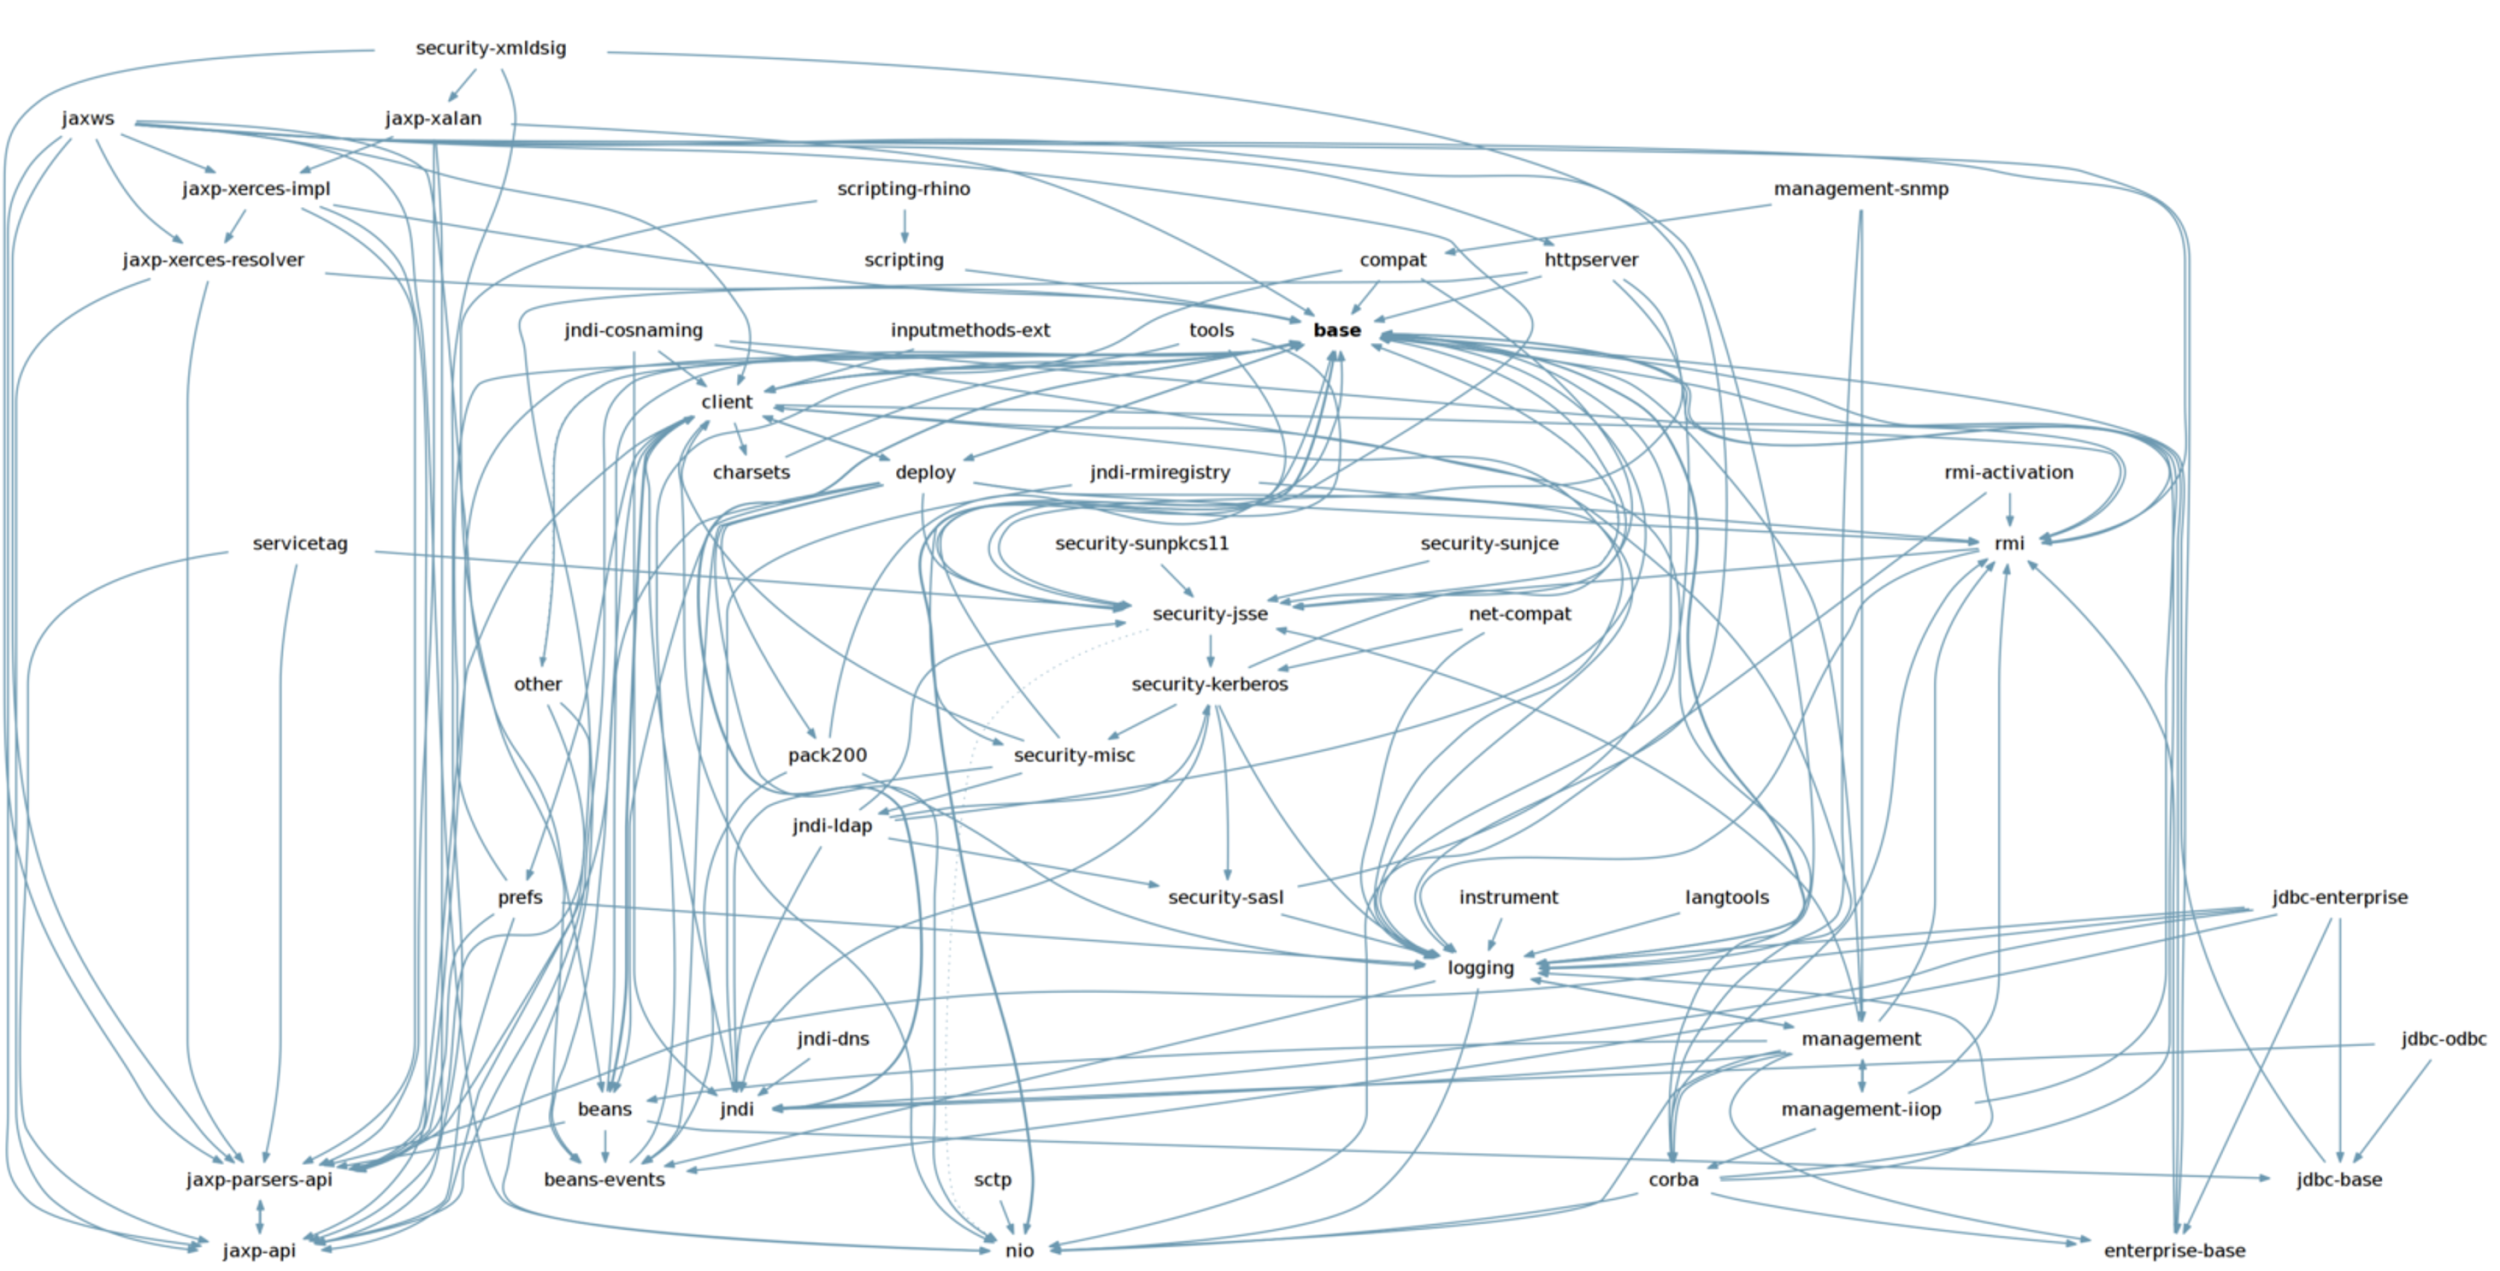 security-xmldsig
jaxws
jaxp-xalan
jaxp-xerces-impl
scripting-rhino
management-snmp
jaxp-xerces-resolver
scripting
compat
httpserver
jndi-cosnaming
inputmethods-ext
tools
base
client
charsets
deploy
jndi-rmiregistry
rmi-activation
servicetag
security-sunpkcs11
security-sunjce
rmi
security-jsse
net-compat
other
security-kerberos
pack200
security-misc
jndi-ldap
prefs
security-sasl
instrument
langtools
jdbc-enterprise
logging
jndi-dns
management
jdbc-odbc
beans
jndi
management-iiop
jaxp-parsers-api
beans-events
sctp
corba
jdbc-base
jaxp-api
nio
enterprise-base